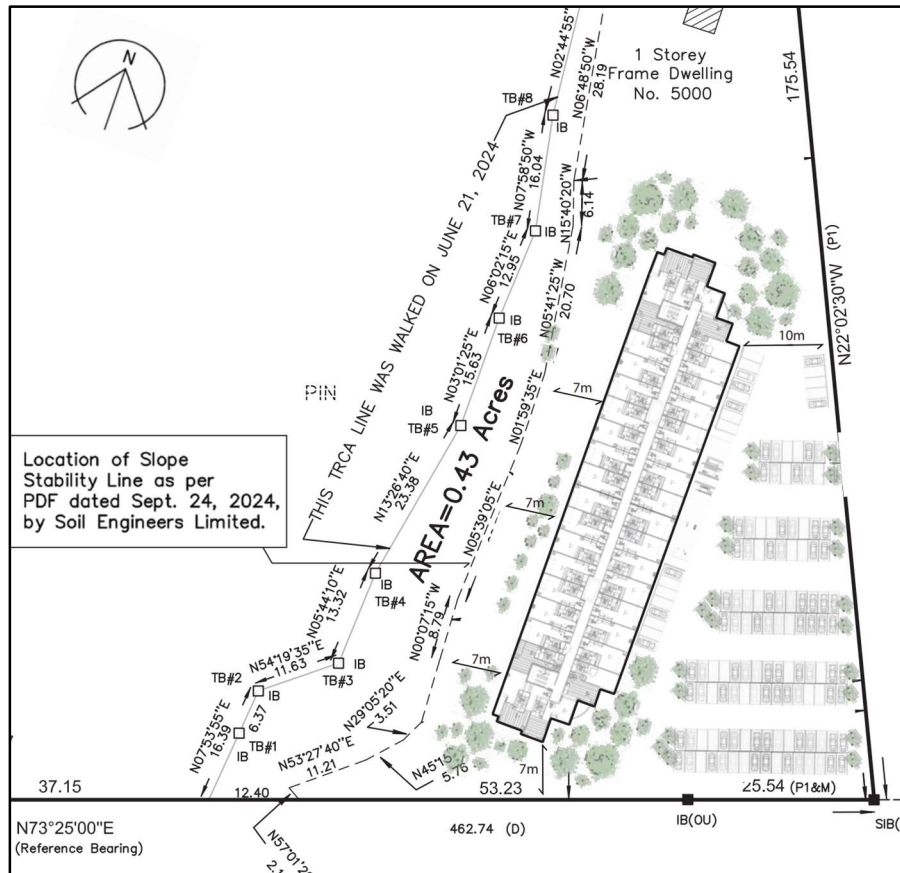 N
TB#8
IB
N02°44'55"
N06°48'50"W
28.19
1 Storey
Frame Dwelling
No. 5000
175.54
N22°02'30"W (P1)
N07°58'50"W
16.04
TB#7
IB
N15°40'20"W
6.14
THIS TRCA LINE WAS WALKED ON JUNE 21, 2024
N06°02'15"E
12.95
N05°41'25"W
20.70
IB
TB#6
10m
PIN
N03°01'25"E
15.63
IB
TB#5
7m
N01°59'35"E
AREA=0.43 Acres
Location of Slope
Stability Line as per
PDF dated Sept. 24, 2024,
by Soil Engineers Limited.
N13°26'40"E
23.38
7m
N05°39'05"E
IB
TB#4
N05°44'10"E
13.32
N00°07'15"W
8.79
N54°19'35"E
11.63
TB#2
IB
IB
TB#3
7m
N29°05'20"E
3.51
N07°53'55"E
16.39
6.37
TB#1
IB
N53°27'40"E
11.21
N45°15
5.76
7m
37.15
12.40
53.23
25.54 (P1&M)
N73°25'00"E
(Reference Bearing)
462.74 (D)
IB(OU)
SIB(
N57°01'2
2.1